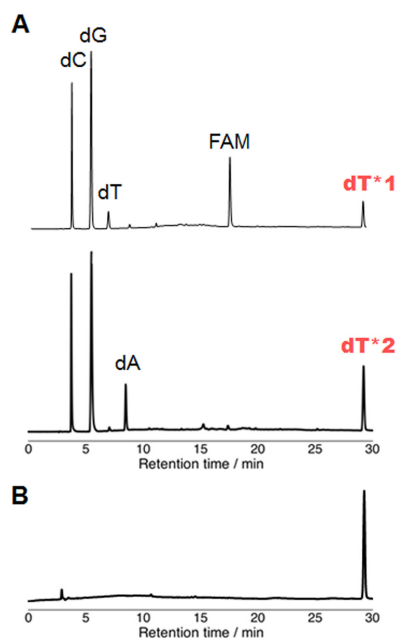 A
dC
dG
dT
FAM
dT*1
dA
dT*2
0 5 10 15 20 25 30
Retention time / min
B
0 5 10 15 20 25 30
Retention time / min